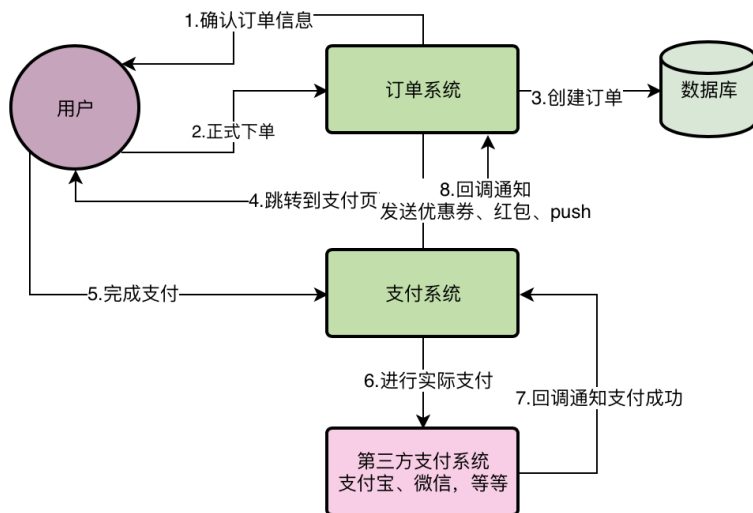 1.确认订单信息
用户
订单系统
数据库
2.正式下单
3.创建订单
4.跳转到支付页
8.回调通知
发送优惠券、红包、push
5.完成支付
支付系统
6.进行实际支付
7.回调通知支付成功
第三方支付系统
支付宝、微信，等等